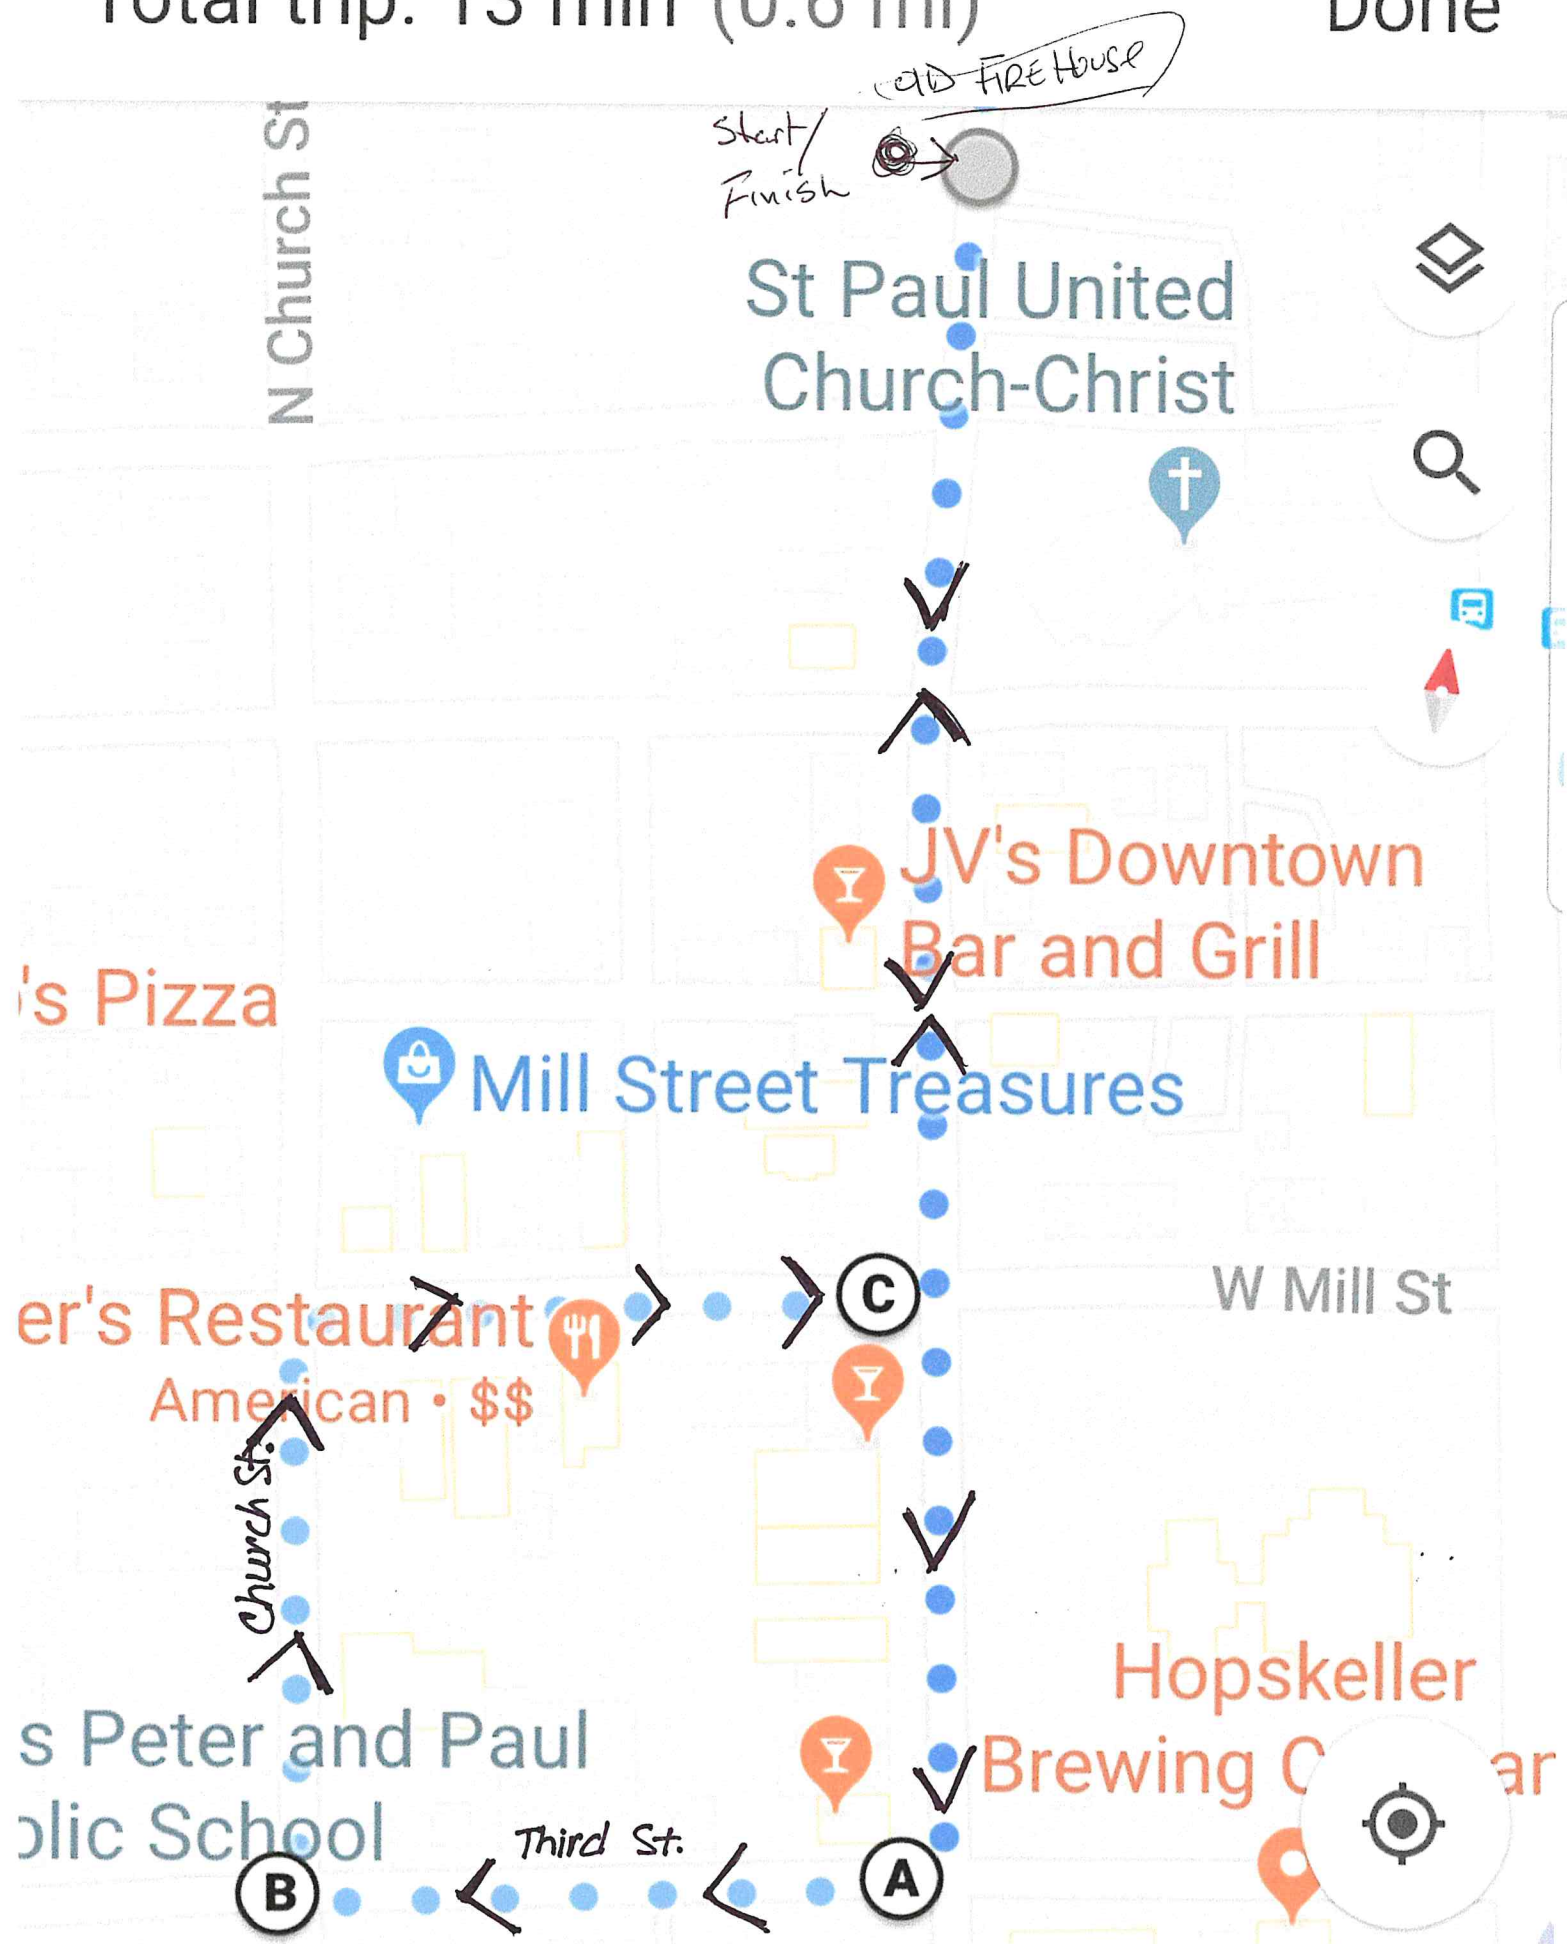 Total trip: 13 min (0.6 mi)
Done
OLD FIREHOUSE
Start/
Finish
N Church St
St Paul United
Church-Christ
JV's Downtown
Bar and Grill
's Pizza
Mill Street Treasures
C
W Mill St
er's Restaurant
American • $$
Church St.
Hopskeller
Brewing C ar
s Peter and Paul
olic School
Third St.
A
B